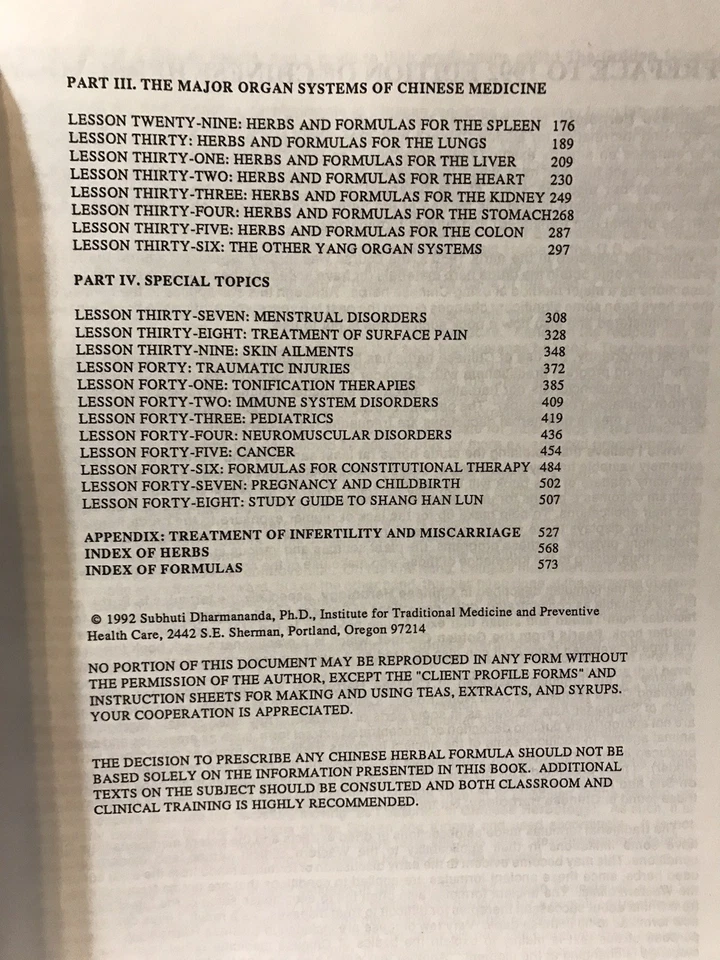 PART III. THE MAJOR ORGAN SYSTEMS OF CHINESE MEDICINE
LESSON TWENTY-NINE: HERBS AND FORMULAS FOR THE SPLEEN 176
LESSON THIRTY: HERBS AND FORMULAS FOR THE LUNGS 189
LESSON THIRTY-ONE: HERBS AND FORMULAS FOR THE LIVER 209
LESSON THIRTY-TWO: HERBS AND FORMULAS FOR THE HEART 230
LESSON THIRTY-THREE: HERBS AND FORMULAS FOR THE KIDNEY 249
LESSON THIRTY-FOUR: HERBS AND FORMULAS FOR THE STOMACH268
LESSON THIRTY-FIVE: HERBS AND FORMULAS FOR THE COLON 287
LESSON THIRTY-SIX: THE OTHER YANG ORGAN SYSTEMS 297
PART IV. SPECIAL TOPICS
LESSON THIRTY-SEVEN: MENSTRUAL DISORDERS 308
LESSON THIRTY-EIGHT: TREATMENT OF SURFACE PAIN 328
LESSON THIRTY-NINE: SKIN AILMENTS 348
LESSON FORTY: TRAUMATIC INJURIES 372
LESSON FORTY-ONE: TONIFICATION THERAPIES 385
LESSON FORTY-TWO: IMMUNE SYSTEM DISORDERS 409
LESSON FORTY-THREE: PEDIATRICS 419
LESSON FORTY-FOUR: NEUROMUSCULAR DISORDERS 436
LESSON FORTY-FIVE: CANCER 454
LESSON FORTY-SIX: FORMULAS FOR CONSTITUTIONAL THERAPY 484
LESSON FORTY-SEVEN: PREGNANCY AND CHILDBIRTH 502
LESSON FORTY-EIGHT: STUDY GUIDE TO SHANG HAN LUN 507
APPENDIX: TREATMENT OF INFERTILITY AND MISCARRIAGE 527
INDEX OF HERBS 568
INDEX OF FORMULAS 573
© 1992 Subhuti Dharmananda, Ph.D., Institute for Traditional Medicine and Preventive
Health Care, 2442 S.E. Sherman, Portland, Oregon 97214
NO PORTION OF THIS DOCUMENT MAY BE REPRODUCED IN ANY FORM WITHOUT
THE PERMISSION OF THE AUTHOR, EXCEPT THE "CLIENT PROFILE FORMS" AND
INSTRUCTION SHEETS FOR MAKING AND USING TEAS, EXTRACTS, AND SYRUPS.
YOUR COOPERATION IS APPRECIATED.
THE DECISION TO PRESCRIBE ANY CHINESE HERBAL FORMULA SHOULD NOT BE
BASED SOLELY ON THE INFORMATION PRESENTED IN THIS BOOK. ADDITIONAL
TEXTS ON THE SUBJECT SHOULD BE CONSULTED AND BOTH CLASSROOM AND
CLINICAL TRAINING IS HIGHLY RECOMMENDED.